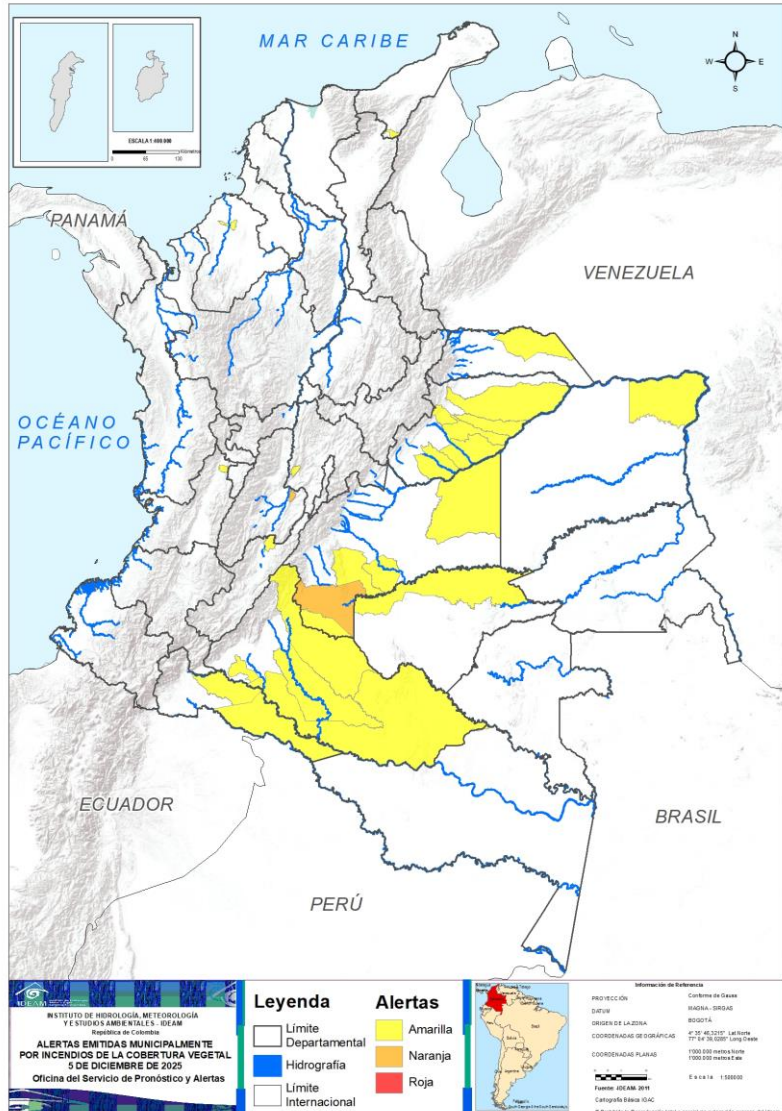 MAR CARIBE
N
W
E
S
ESCALA 1:400.000
PANAMÁ
VENEZUELA
OCÉANO
PACÍFICO
ECUADOR
BRASIL
PERÚ
IDEAM
INSTITUTO DE HIDROLOGÍA, METEOROLOGÍA
Y ESTUDIOS AMBIENTALES - IDEAM
República de Colombia
ALERTAS EMITIDAS MUNICIPALMENTE
POR INCENDIOS DE LA COBERTURA VEGETAL
5 DE DICIEMBRE DE 2025
Oficina del Servicio de Pronóstico y Alertas
Leyenda
Límite
Departamental
Hidrografía
Límite
Internacional
Alertas
Amarilla
Naranja
Roja
Información de Referencia
PROYECCIÓN
Conforme de Gauss
DATUM
MAGNA - SIRGAS
ORIGEN DE LA ZONA
BOGOTÁ
COORDENADAS GEOGRÁFICAS
COORDENADAS PLANAS
1'000.000 metros Norte
1'000.000 metros Este
Fuente: IDEAM. 2011
Cartografía Básica IGAC